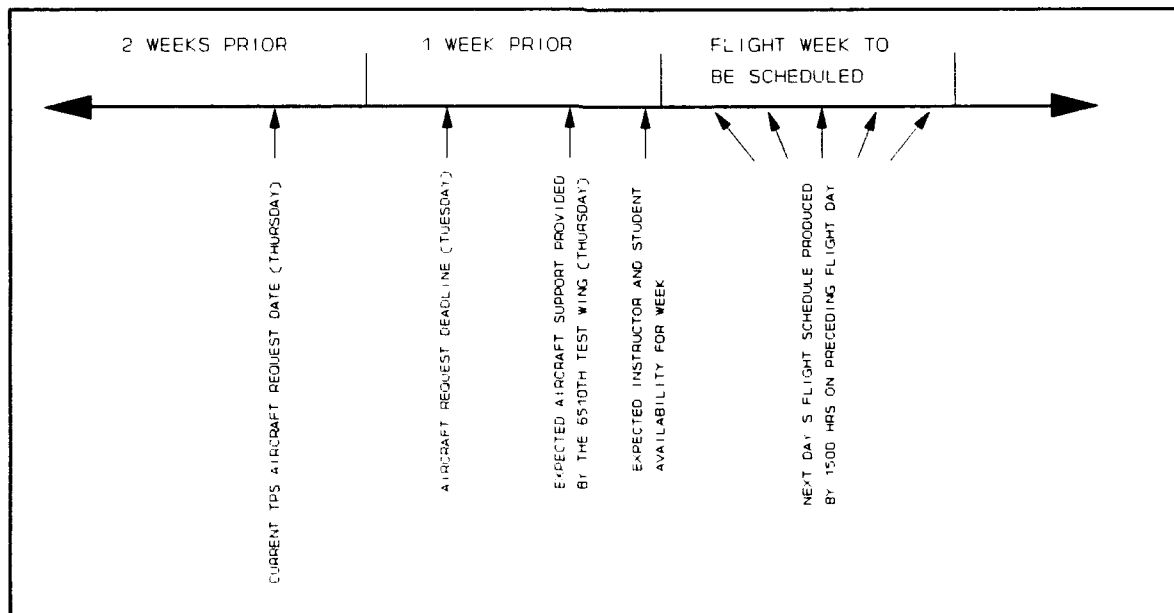 2 WEEKS PRIOR
1 WEEK PRIOR
FLIGHT WEEK TO
BE SCHEDULED
CURRENT TPS AIRCRAFT REQUEST DATE (THURSDAY)
AIRCRAFT REQUEST DEADLINE (TUESDAY)
EXPECTED AIRCRAFT SUPPORT PROVIDED
BY THE 6510TH TEST WING (THURSDAY)
EXPECTED INSTRUCTOR AND STUDENT
AVAILABILITY FOR WEEK
NEXT DAY S FLIGHT SCHEDULE PRODUCED
BY 1500 HRS ON PRECEDING FLIGHT DAY